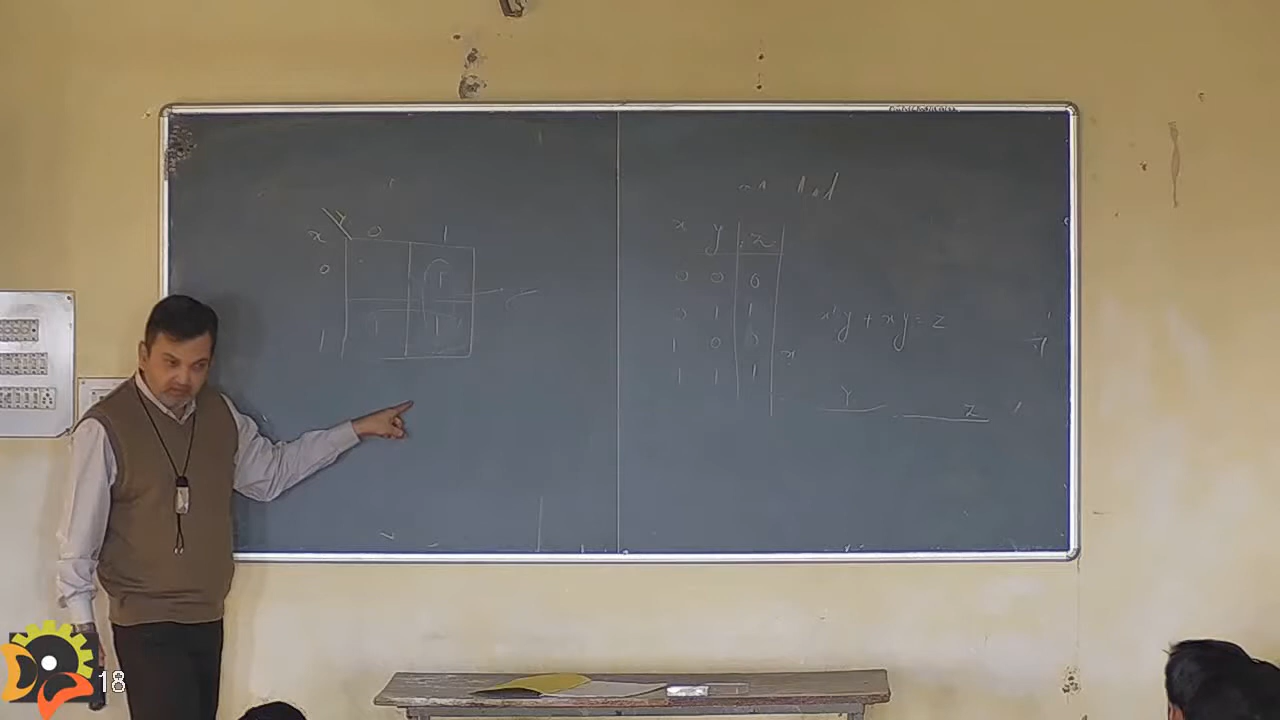 y
x 0 1
0 1
1 1 1
x y z
0 0 0
0 1 1
1 0 0
1 1 1
x'y + xy = z
x
Y z
18